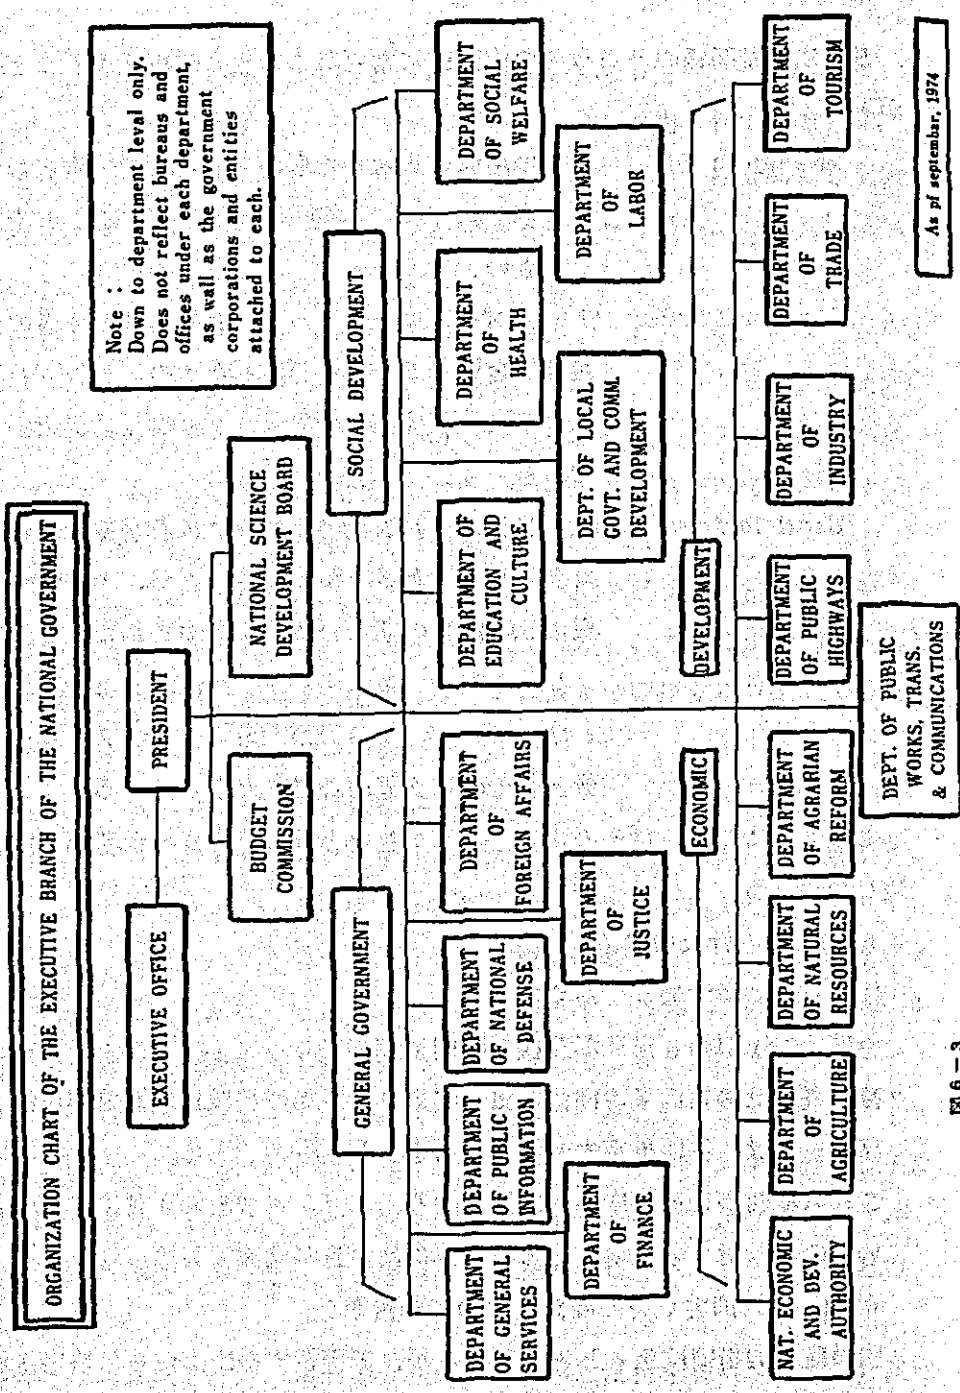 ORGANIZATION CHART OF THE EXECUTIVE BRANCH OF THE NATIONAL GOVERNMENT
Note :
Down to department leval only.
Does not reflect bureaus and
offices under each department,
as wall as the government
corporations and entities
attached to each.
EXECUTIVE OFFICE
PRESIDENT
BUDGET
COMMISSION
NATIONAL SCIENCE
DEVELOPMENT BOARD
GENERAL GOVERNMENT
SOCIAL DEVELOPMENT
DEPARTMENT
OF GENERAL
SERVICES
DEPARTMENT
OF PUBLIC
INFORMATION
DEPARTMENT
OF NATIONAL
DEFENSE
DEPARTMENT
OF
FOREIGN AFFAIRS
DEPARTMENT OF
EDUCATION AND
CULTURE
DEPARTMENT
OF
HEALTH
DEPARTMENT
OF SOCIAL
WELFARE
DEPARTMENT
OF
FINANCE
DEPARTMENT
OF
JUSTICE
DEPT. OF LOCAL
GOVT. AND COMM.
DEVELOPMENT
DEPARTMENT
OF
LABOR
ECONOMIC
DEVELOPMENT
NAT. ECONOMIC
AND DEV.
AUTHORITY
DEPARTMENT
OF
AGRICULTURE
DEPARTMENT
OF NATURAL
RESOURCES
DEPARTMENT
OF AGRARIAN
REFORM
DEPARTMENT
OF PUBLIC
HIGHWAYS
DEPARTMENT
OF
INDUSTRY
DEPARTMENT
OF
TRADE
DEPARTMENT
OF
TOURISM
DEPT. OF PUBLIC
WORKS, TRANS.
& COMMUNICATIONS
As pf septembar, 1974
図 6 — 3